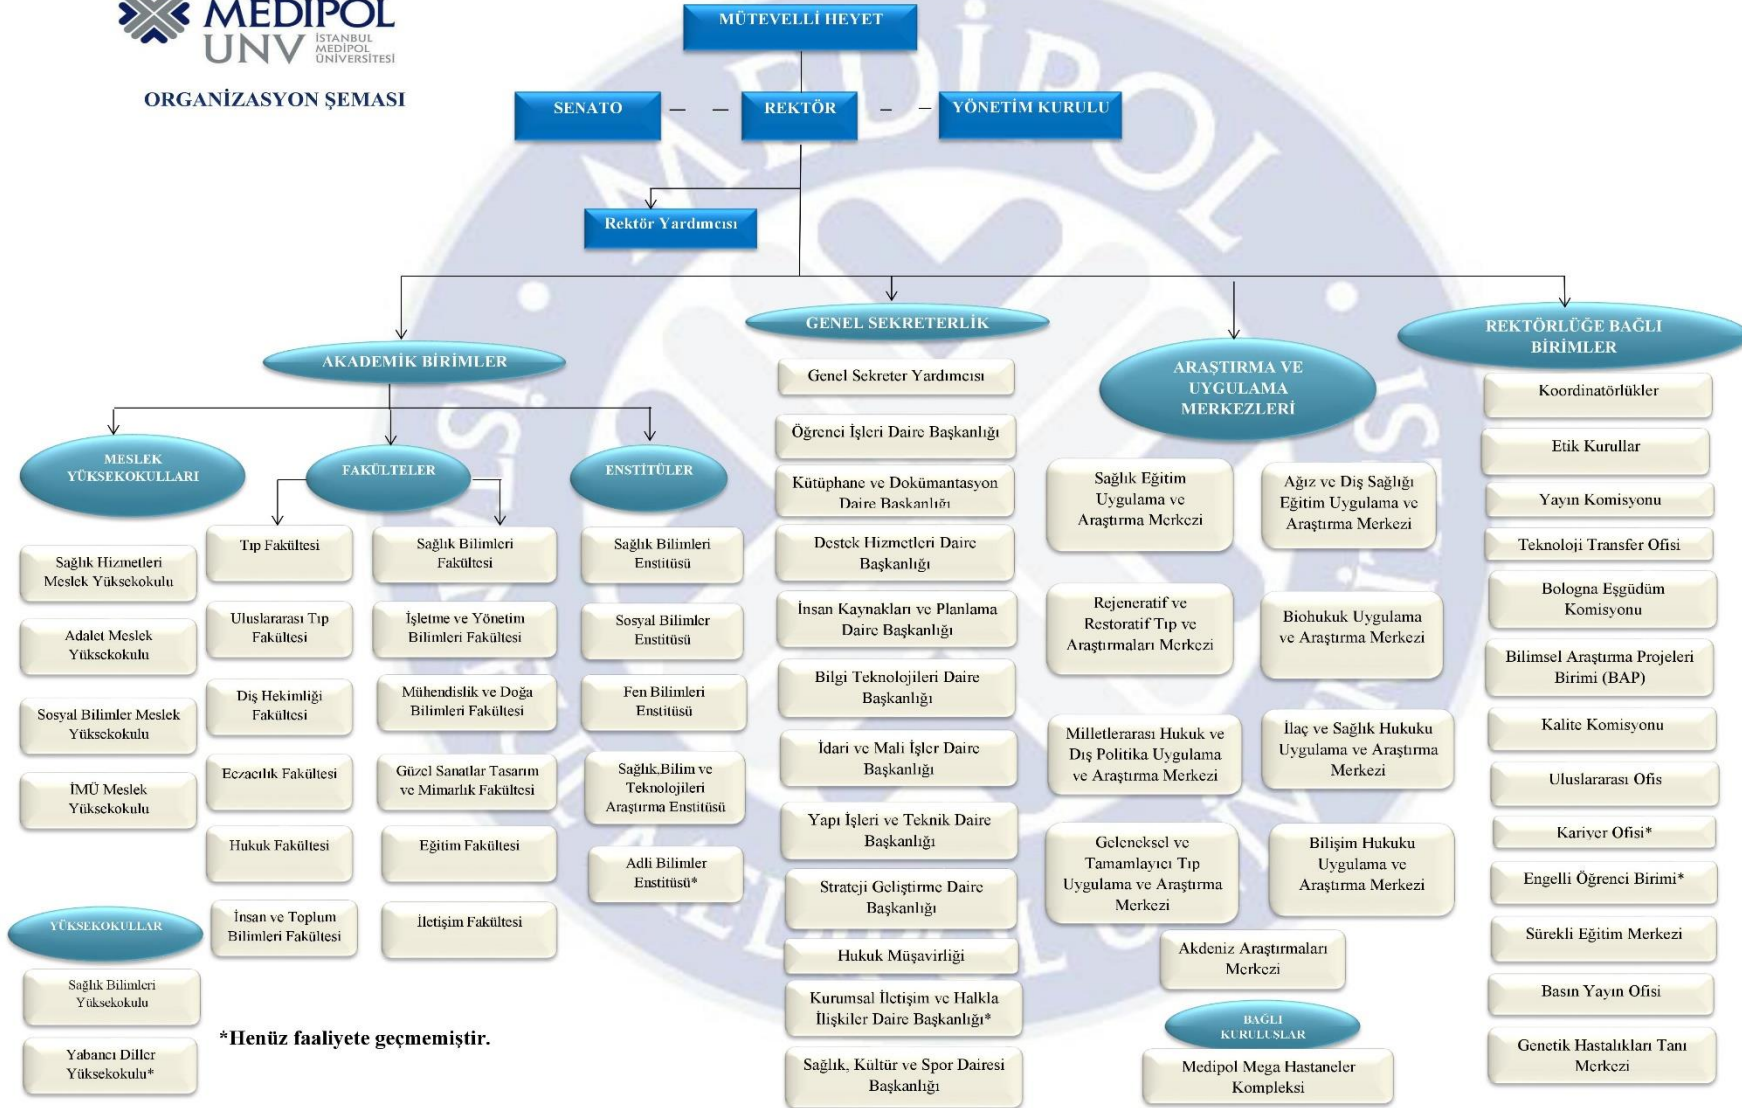 MEDIPOL
UNV İSTANBUL
MEDİPOL
ÜNİVERSİTESİ
ORGANİZASYON ŞEMASI
MÜTEVELLİ HEYET
SENATO
REKTÖR
YÖNETİM KURULU
Rektör Yardımcısı
AKADEMİK BİRİMLER
MESLEK
YÜKSEKOKULLARI
Sağlık Hizmetleri
Meslek Yüksekokulu
Adalet Meslek
Yüksekokulu
Sosyal Bilimler Meslek
Yüksekokulu
İMÜ Meslek
Yüksekokulu
YÜKSEKOKULLAR
Sağlık Bilimleri
Yüksekokulu
Yabancı Diller
Yüksekokulu*
FAKÜLTELER
Tıp Fakültesi
Uluslararası Tıp
Fakültesi
Diş Hekimliği
Fakültesi
Eczacılık Fakültesi
Hukuk Fakültesi
İnsan ve Toplum
Bilimleri Fakültesi
Sağlık Bilimleri
Fakültesi
İşletme ve Yönetim
Bilimleri Fakültesi
Mühendislik ve Doğa
Bilimleri Fakültesi
Güzel Sanatlar Tasarım
ve Mimarlık Fakültesi
Eğitim Fakültesi
İletişim Fakültesi
ENSTİTÜLER
Sağlık Bilimleri
Enstitüsü
Sosyal Bilimler
Enstitüsü
Fen Bilimleri
Enstitüsü
Sağlık,Bilim ve
Teknolojileri
Araştırma Enstitüsü
Adli Bilimler
Enstitüsü*
*Henüz faaliyete geçmemiştir.
GENEL SEKRETERLİK
Genel Sekreter Yardımcısı
Öğrenci İşleri Daire Başkanlığı
Kütüphane ve Dokümantasyon
Daire Başkanlığı
Destek Hizmetleri Daire
Başkanlığı
İnsan Kaynakları ve Planlama
Daire Başkanlığı
Bilgi Teknolojileri Daire
Başkanlığı
İdari ve Mali İşler Daire
Başkanlığı
Yapı İşleri ve Teknik Daire
Başkanlığı
Strateji Geliştirme Daire
Başkanlığı
Hukuk Müşavirliği
Kurumsal İletişim ve Halkla
İlişkiler Daire Başkanlığı*
Sağlık, Kültür ve Spor Dairesi
Başkanlığı
ARAŞTIRMA VE
UYGULAMA
MERKEZLERİ
Sağlık Eğitim
Uygulama ve
Araştırma Merkezi
Ağız ve Diş Sağlığı
Eğitim Uygulama ve
Araştırma Merkezi
Rejeneratif ve
Restoratif Tıp ve
Araştırmaları Merkezi
Biohukuk Uygulama
ve Araştırma Merkezi
Milletlerarası Hukuk ve
Dış Politika Uygulama
ve Araştırma Merkezi
İlaç ve Sağlık Hukuku
Uygulama ve Araştırma
Merkezi
Geleneksel ve
Tamamlayıcı Tıp
Uygulama ve Araştırma
Merkezi
Bilişim Hukuku
Uygulama ve
Araştırma Merkezi
Akdeniz Araştırmaları
Merkezi
BAĞLI
KURULUŞLAR
Medipol Mega Hastaneler
Kompleksi
REKTÖRLÜĞE BAĞLI
BİRİMLER
Koordinatörlükler
Etik Kurullar
Yayın Komisyonu
Teknoloji Transfer Ofisi
Bologna Eşgüdüm
Komisyonu
Bilimsel Araştırma Projeleri
Birimi (BAP)
Kalite Komisyonu
Uluslararası Ofis
Kariyer Ofisi*
Engelli Öğrenci Birimi*
Sürekli Eğitim Merkezi
Basın Yayın Ofisi
Genetik Hastalıkları Tanı
Merkezi